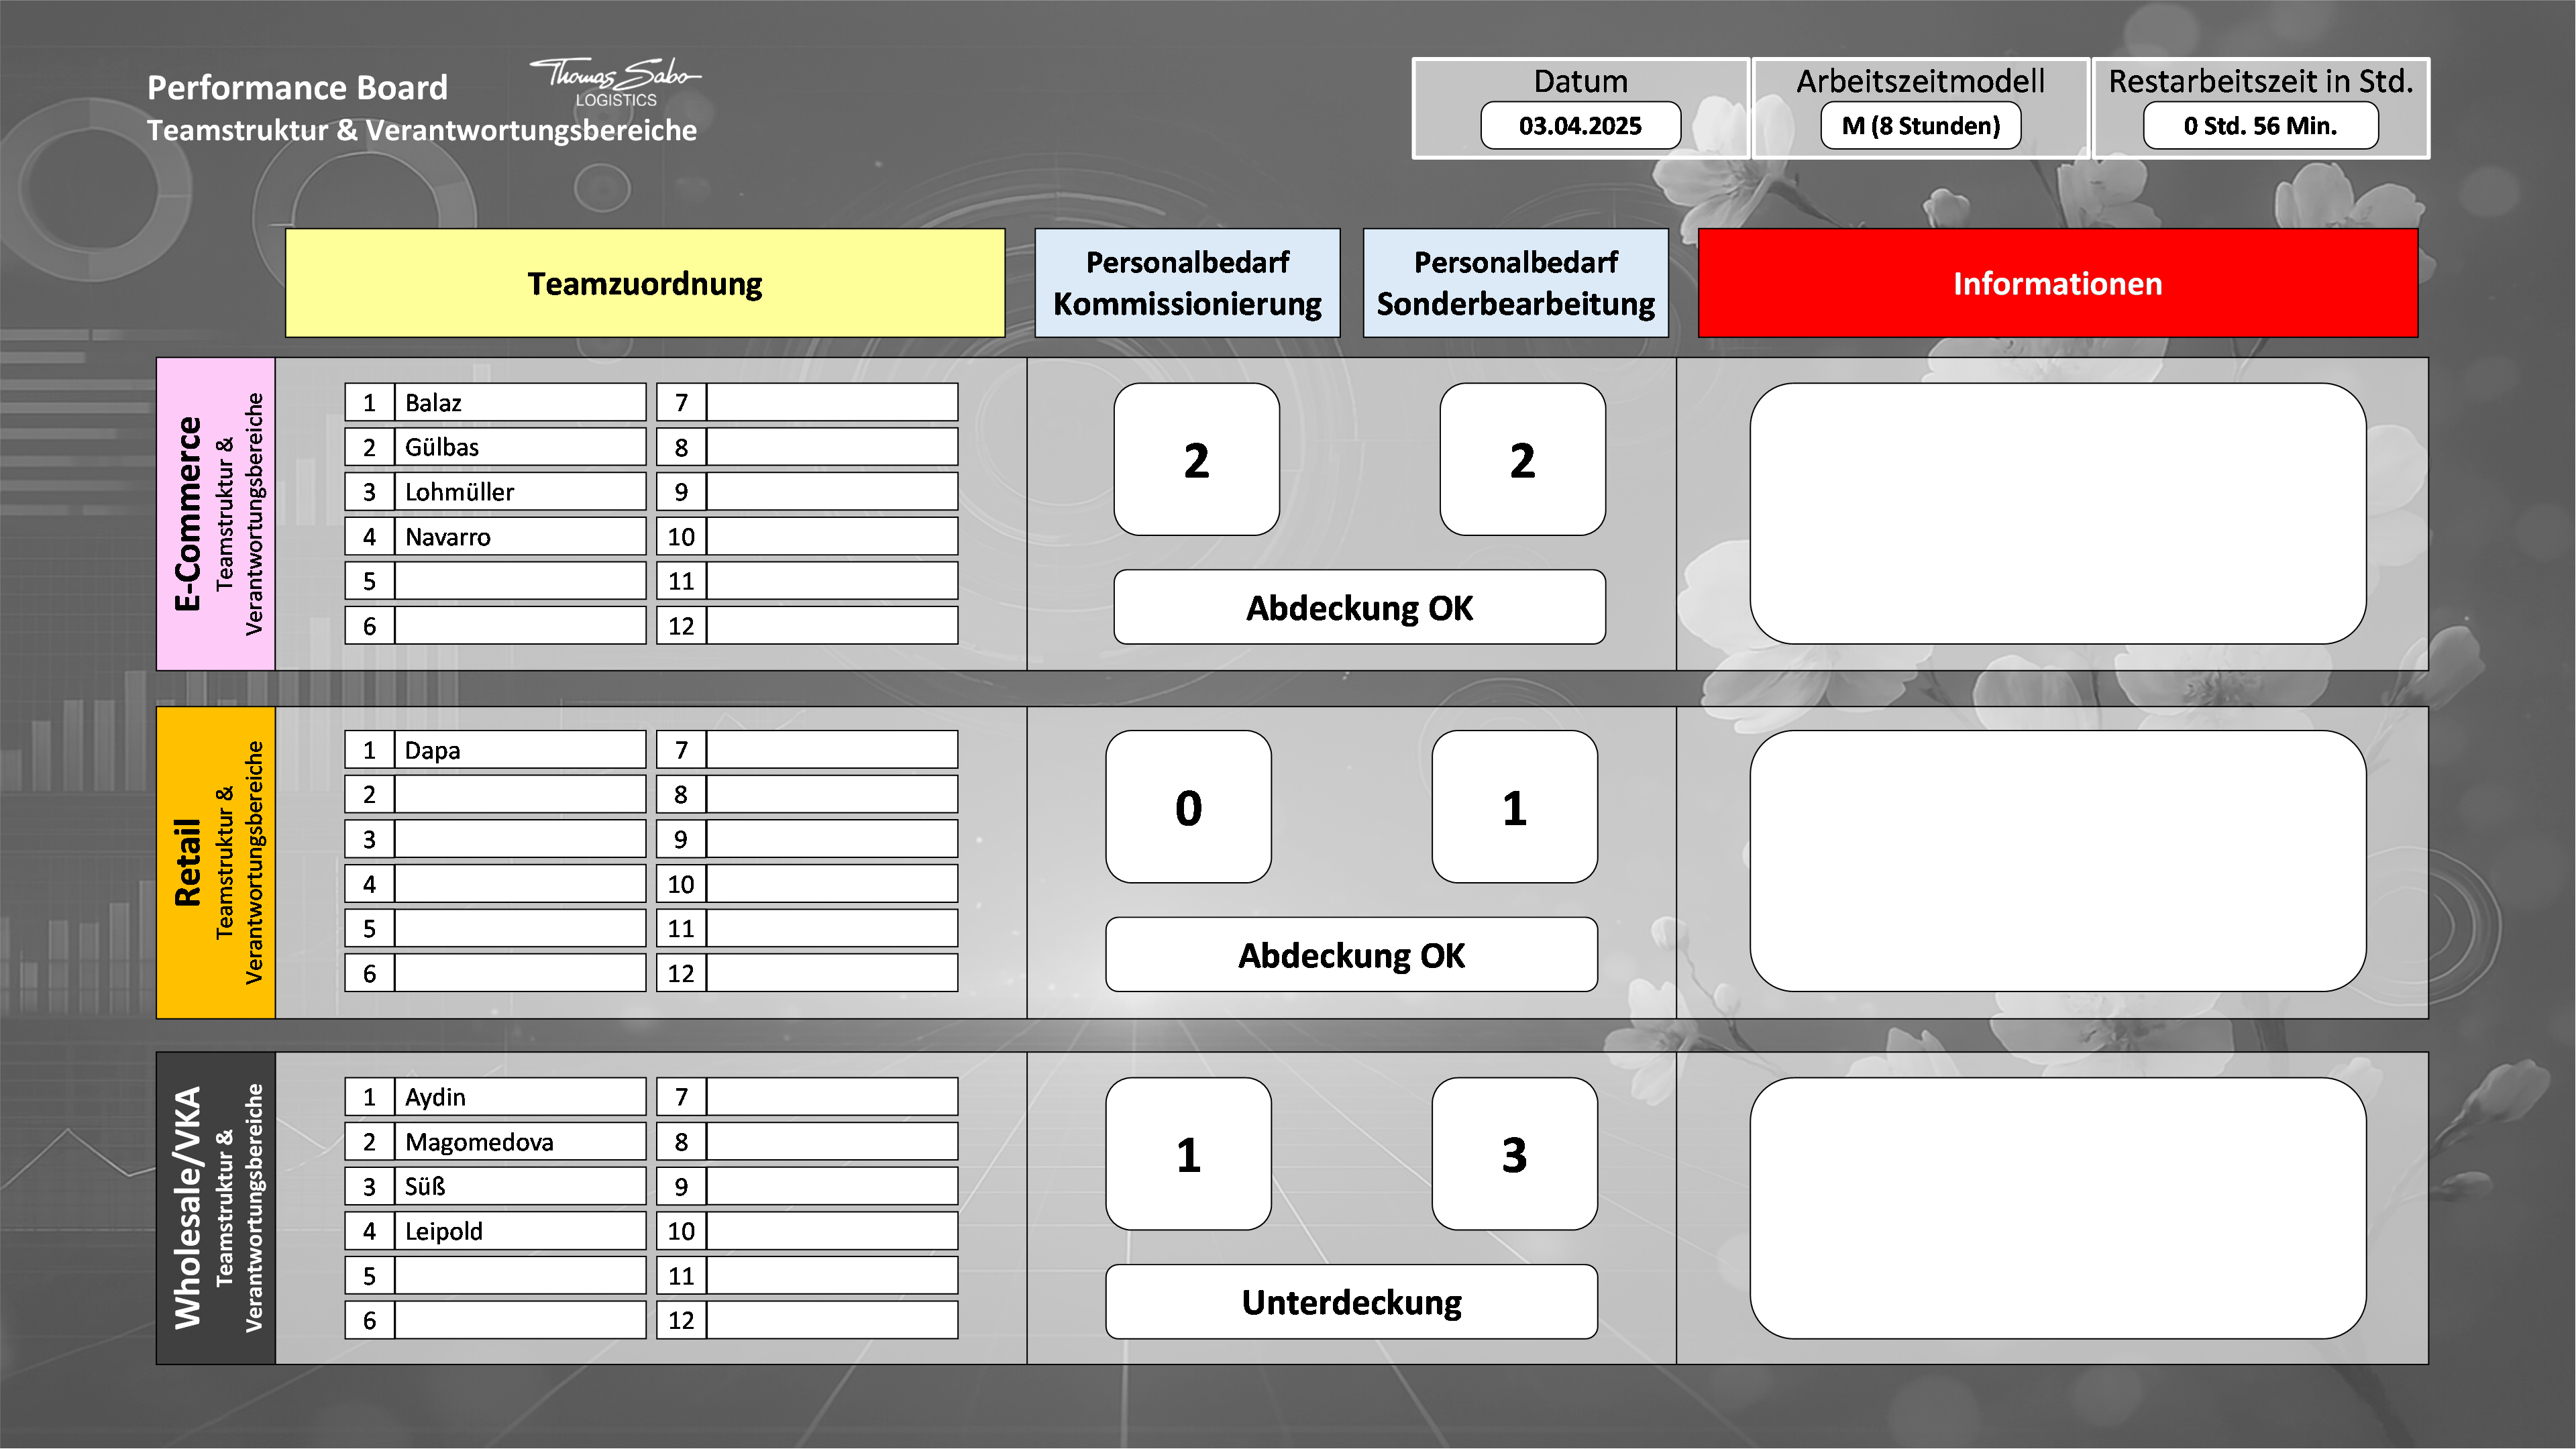 Performance Board
Thomas Sabo
LOGISTICS
Teamstruktur & Verantwortungsbereiche
Datum
03.04.2025
Arbeitszeitmodell
M (8 Stunden)
Restarbeitszeit in Std.
0 Std. 56 Min.
Teamzuordnung
Personalbedarf
Kommissionierung
Personalbedarf
Sonderbearbeitung
Informationen
E-Commerce
Teamstruktur &
Verantwortungsbereiche
1 Balaz 7
2 Gülbas 8
3 Lohmüller 9
4 Navarro 10
5 11
6 12
2
2
Abdeckung OK
Retail
Teamstruktur &
Verantwortungsbereiche
1 Dapa 7
2 8
3 9
4 10
5 11
6 12
0
1
Abdeckung OK
Wholesale/VKA
Teamstruktur &
Verantwortungsbereiche
1 Aydin 7
2 Magomedova 8
3 Süß 9
4 Leipold 10
5 11
6 12
1
3
Unterdeckung